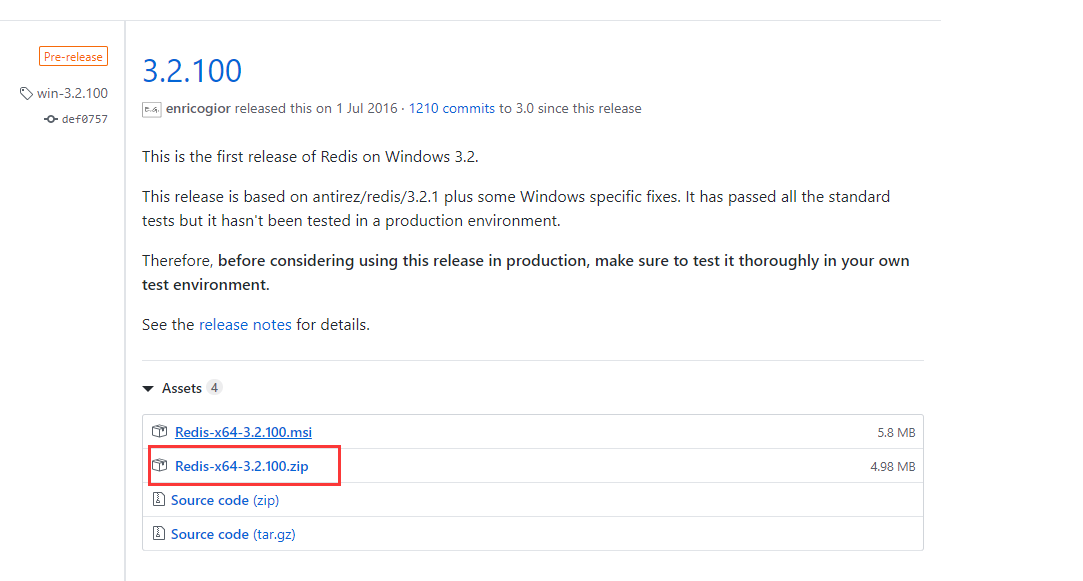 Pre-release
win-3.2.100
def0757
3.2.100
enricogior released this on 1 Jul 2016 · 1210 commits to 3.0 since this release
This is the first release of Redis on Windows 3.2.
This release is based on antirez/redis/3.2.1 plus some Windows specific fixes. It has passed all the standard
tests but it hasn't been tested in a production environment.
Therefore, before considering using this release in production, make sure to test it thoroughly in your own
test environment.
See the release notes for details.
Assets 4
Redis-x64-3.2.100.msi 5.8 MB
Redis-x64-3.2.100.zip 4.98 MB
Source code (zip)
Source code (tar.gz)